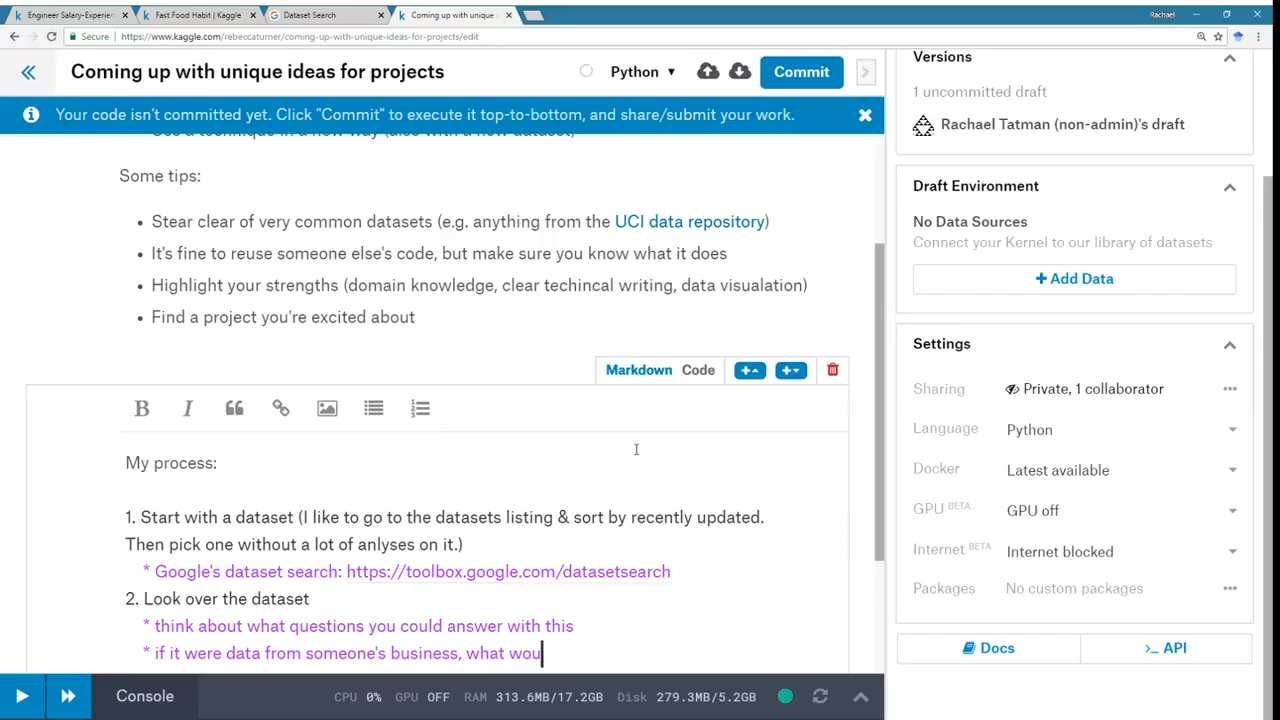 Engineer Salary-Experien
Fast Food Habit | Kaggle
Dataset Search
Coming up with unique i
Rachael
Secure
https://www.kaggle.com/rebeccaturner/coming-up-with-unique-ideas-for-projects/edit
Coming up with unique ideas for projects
Python
Commit
Your code isn't committed yet. Click "Commit" to execute it top-to-bottom, and share/submit your work.
Use a technique in a new way (also with a new dataset)
Some tips:
Stear clear of very common datasets (e.g. anything from the UCI data repository)
It's fine to reuse someone else's code, but make sure you know what it does
Highlight your strengths (domain knowledge, clear techincal writing, data visualation)
Find a project you're excited about
Markdown Code
B I
My process:
1. Start with a dataset (I like to go to the datasets listing & sort by recently updated.
Then pick one without a lot of anlyses on it.)
* Google's dataset search: https://toolbox.google.com/datasetsearch
2. Look over the dataset
* think about what questions you could answer with this
* if it were data from someone's business, what wou
Console
CPU 0% GPU OFF RAM 313.6MB/17.2GB Disk 279.3MB/5.2GB
Versions
1 uncommitted draft
Rachael Tatman (non-admin)'s draft
Draft Environment
No Data Sources
Connect your Kernel to our library of datasets
+ Add Data
Settings
Sharing Private, 1 collaborator
Language Python
Docker Latest available
GPU BETA GPU off
Internet BETA Internet blocked
Packages No custom packages
Docs
>_ API